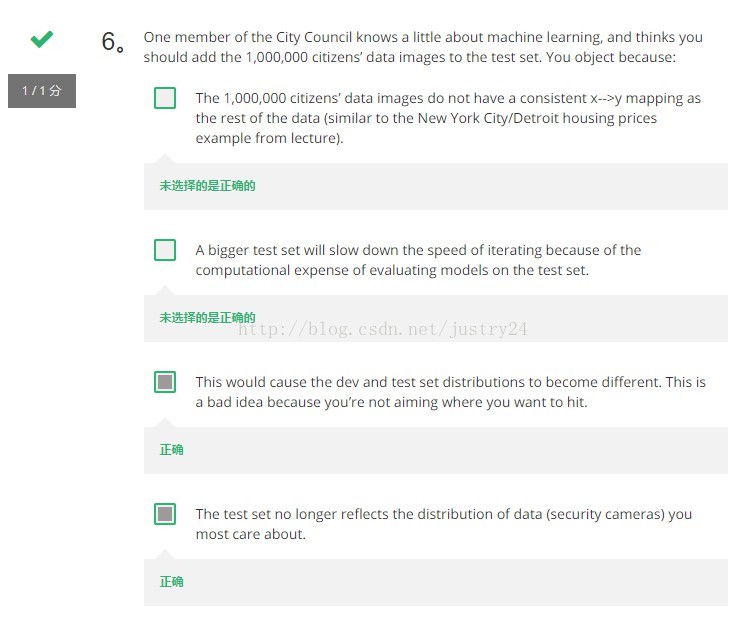 6。
One member of the City Council knows a little about machine learning, and thinks you
should add the 1,000,000 citizens’ data images to the test set. You object because:
1 / 1 分
The 1,000,000 citizens’ data images do not have a consistent x-->y mapping as
the rest of the data (similar to the New York City/Detroit housing prices
example from lecture).
未选择的是正确的
A bigger test set will slow down the speed of iterating because of the
computational expense of evaluating models on the test set.
未选择的是正确的
http://blog.csdn.net/justry24
This would cause the dev and test set distributions to become different. This is
a bad idea because you’re not aiming where you want to hit.
正确
The test set no longer reflects the distribution of data (security cameras) you
most care about.
正确